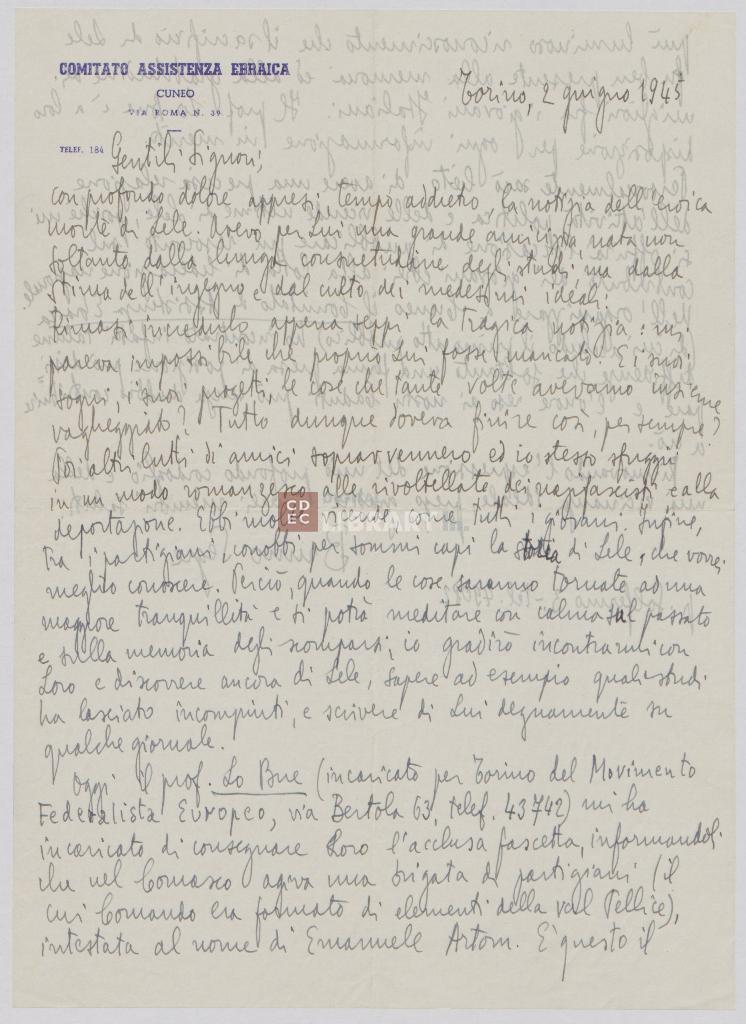 COMITATO ASSISTENZA EBRAICA
CUNEO
VIA ROMA N. 39
TELEF. 184
Torino, 2 giugno 1945
Gentili Signori,
con profondo dolore appresi, tempo addietro, la notizia dell'eroica
morte di Lele. Avevo per Lui una grande amicizia nata non
soltanto dalla lunga consuetudine degli studi, ma dalla
stima dell'ingegno e dal culto dei medesimi ideali.
Rimasi incredulo appena seppi la tragica notizia: mi
pareva impossibile che proprio Lui fosse mancato. E i suoi
sogni, i suoi progetti, le cose che tante volte avevamo insieme
vagheggiato? Tutto dunque doveva finire così, per sempre?
Poi altri lutti di amici sopravvennero ed io stesso sfuggii
in un modo romanzesco alle rivoltellate dei nazifascisti e alla
deportazione. Ebbi molte vicende, come tutti i giovani. Infine,
tra i partigiani, conobbi per sommi capi la storia di Lele, che vorrei
meglio conoscere. Perciò, quando le cose saranno tornate ad una
maggiore tranquillità e si potrà meditare con calma sul passato
e sulla memoria degli scomparsi, io gradirò incontrarmi con
Loro e discorrere ancora di Lele, sapere ad esempio quali studi
ha lasciato incompiuti, e scrivere di Lui degnamente su
qualche giornale.
Oggi il prof. Lo Bue (incaricato per Torino del Movimento
Federalista Europeo, via Bertola 63, telef. 43742) mi ha
incaricato di consegnare Loro l'acclusa fascetta, informandoli
che nel Comasco agiva una brigata di partigiani (il
cui Comando era formato di elementi della val Pellice),
intestata al nome di Emanuele Artom. E' questo il
CD
EC